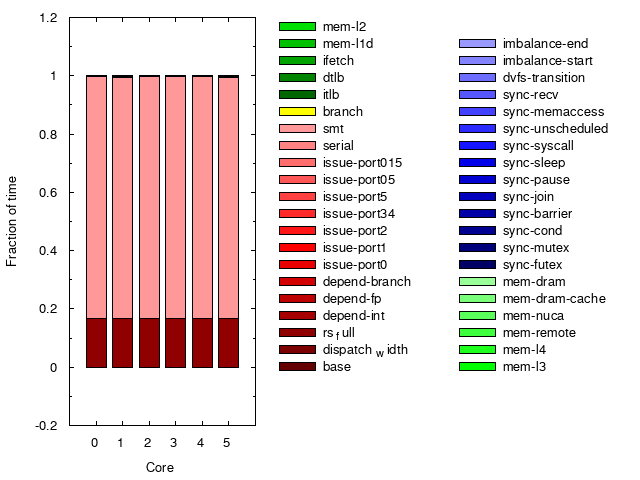 1.2
1
0.8
0.6
0.4
0.2
0
-0.2
Fraction of time
0 1 2 3 4 5
Core
mem-l2
mem-l1d
ifetch
dtlb
itlb
branch
smt
serial
issue-port015
issue-port05
issue-port5
issue-port34
issue-port2
issue-port1
issue-port0
depend-branch
depend-fp
depend-int
rsfull
dispatchwidth
base
imbalance-end
imbalance-start
dvfs-transition
sync-recv
sync-memaccess
sync-unscheduled
sync-syscall
sync-sleep
sync-pause
sync-join
sync-barrier
sync-cond
sync-mutex
sync-futex
mem-dram
mem-dram-cache
mem-nuca
mem-remote
mem-l4
mem-l3